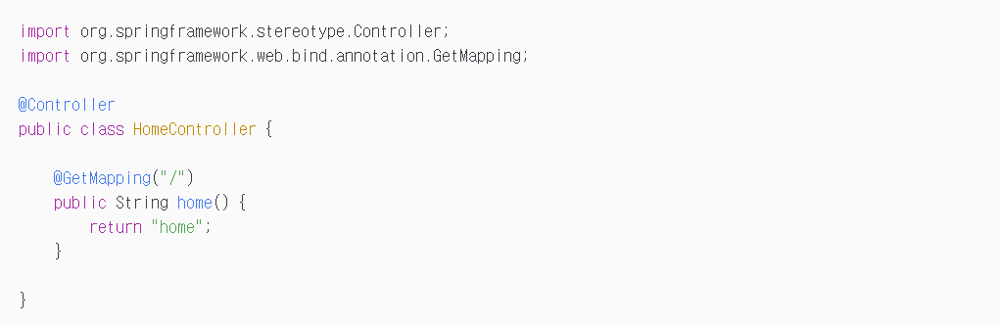 import org.springframework.stereotype.Controller;
import org.springframework.web.bind.annotation.GetMapping;

@Controller
public class HomeController {

    @GetMapping("/")
    public String home() {
        return "home";
    }

}